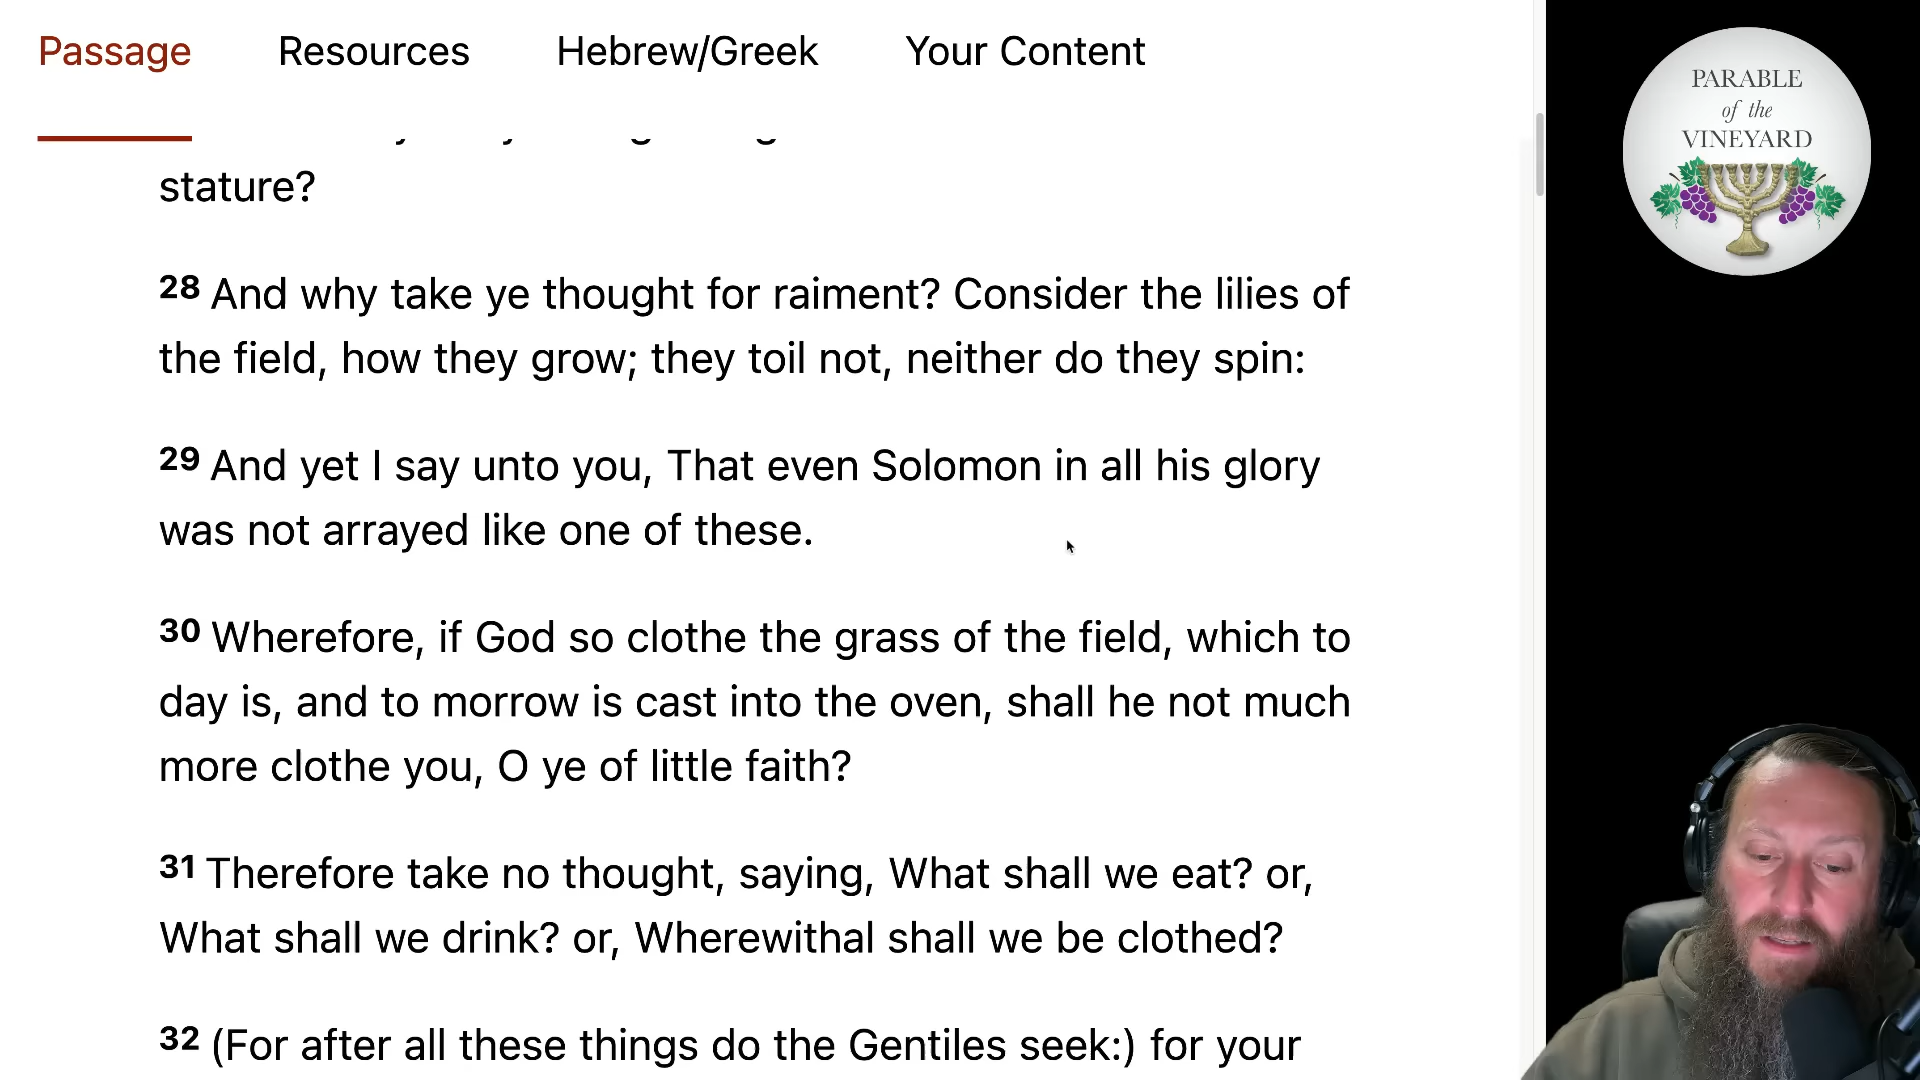 Passage Resources Hebrew/Greek Your Content
stature?
28 And why take ye thought for raiment? Consider the lilies of
the field, how they grow; they toil not, neither do they spin:
29 And yet I say unto you, That even Solomon in all his glory
was not arrayed like one of these.
30 Wherefore, if God so clothe the grass of the field, which to
day is, and to morrow is cast into the oven, shall he not much
more clothe you, O ye of little faith?
31 Therefore take no thought, saying, What shall we eat? or,
What shall we drink? or, Wherewithal shall we be clothed?
32 (For after all these things do the Gentiles seek:) for your
PARABLE
of the
VINEYARD